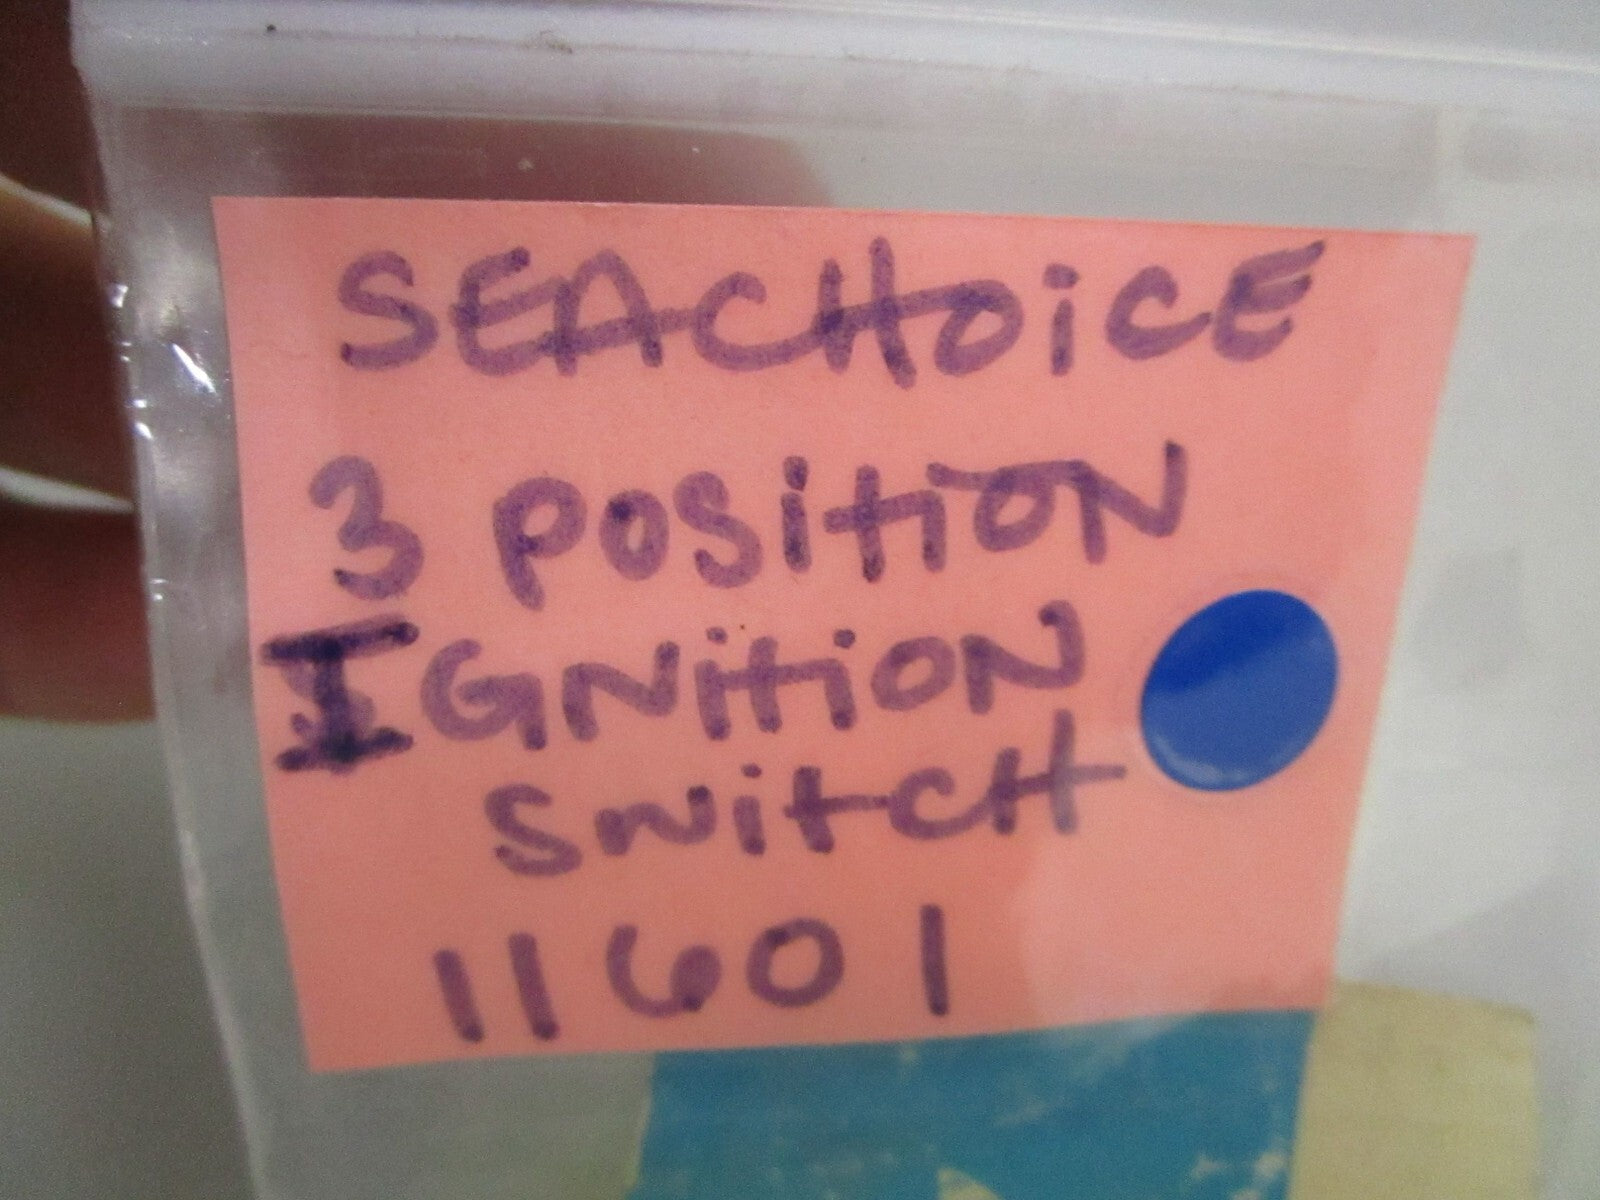 SEACHOICE
3 POSITION
IGNITION
SWITCH
11601